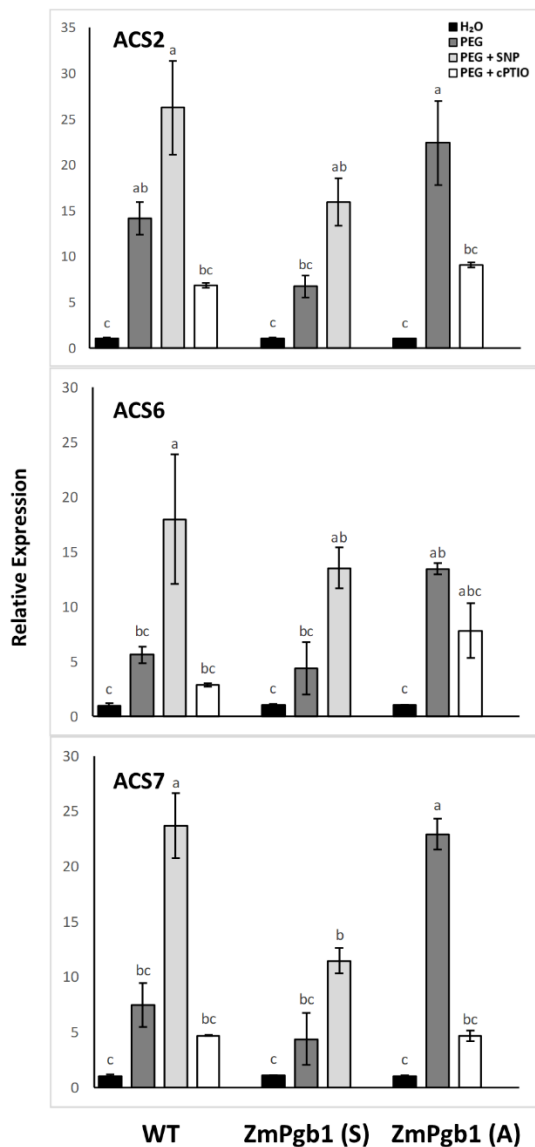 ACS2
H₂O
PEG
PEG + SNP
PEG + cPTIO
35
30
25
20
15
10
5
0
c
ab
a
bc
c
bc
ab
c
a
bc
ACS6
30
25
20
15
10
5
0
c
bc
a
bc
c
bc
ab
c
ab
abc
Relative Expression
ACS7
30
25
20
15
10
5
0
c
bc
a
bc
c
bc
b
c
a
bc
WT ZmPgb1 (S) ZmPgb1 (A)